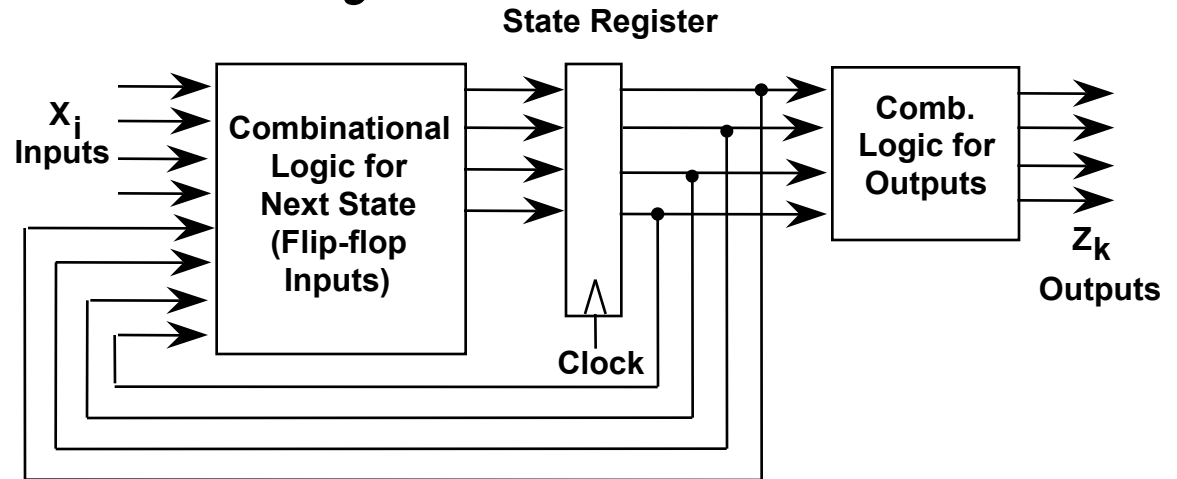 State Register
X i
Inputs
Combinational
Logic for
Next State
(Flip-flop
Inputs)
Clock
Comb.
Logic for
Outputs
Z k
Outputs